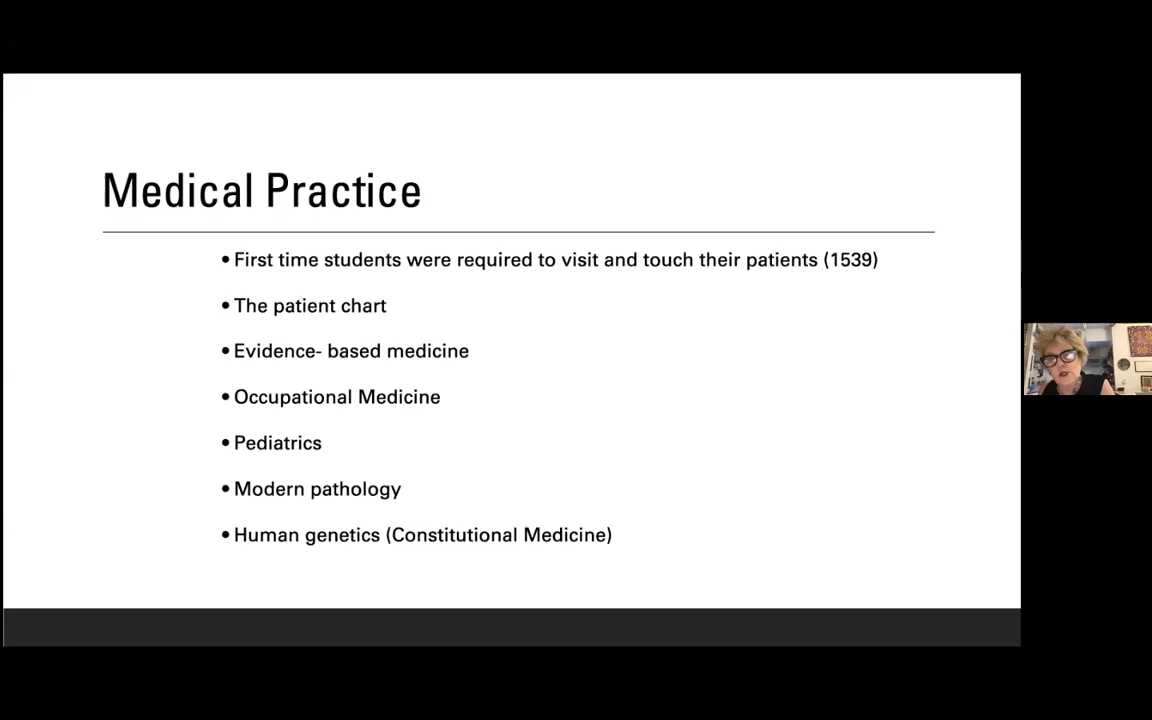 Medical Practice
• First time students were required to visit and touch their patients (1539)
• The patient chart
• Evidence- based medicine
• Occupational Medicine
• Pediatrics
• Modern pathology
• Human genetics (Constitutional Medicine)